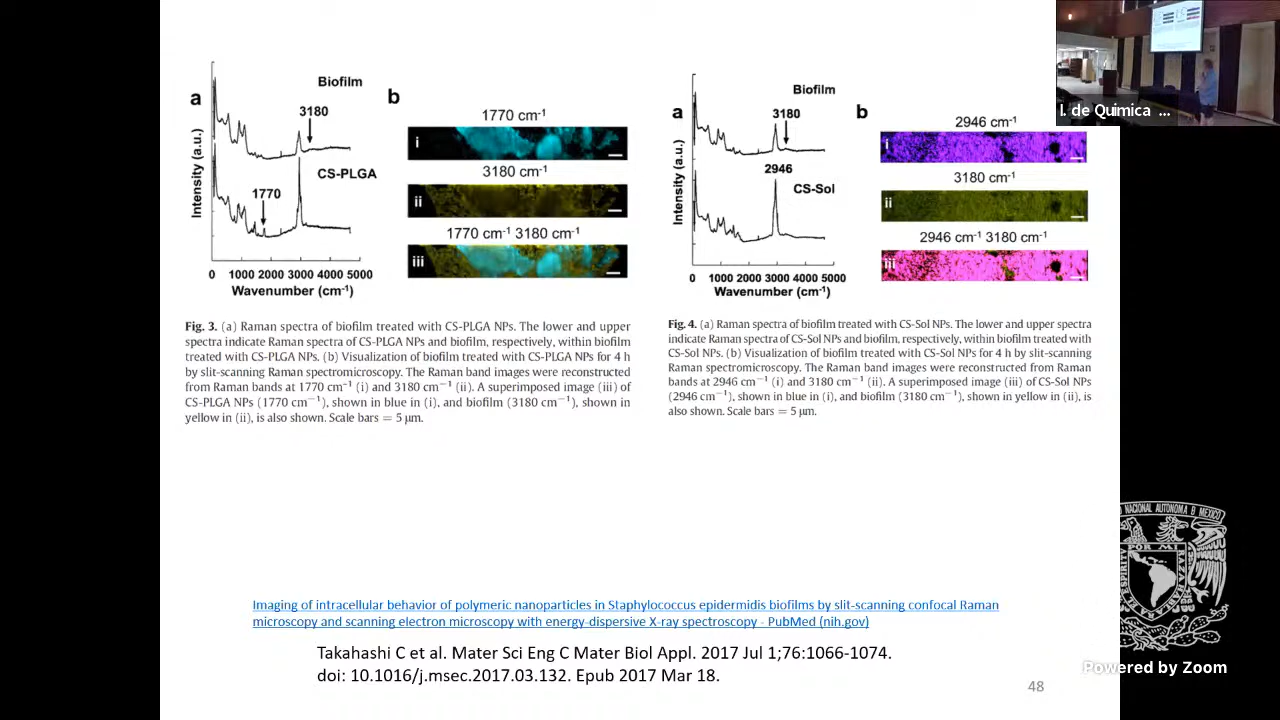 a
Biofilm
3180
CS-PLGA
1770
Intensity (a.u.)
0 1000 2000 3000 4000 5000
Wavenumber (cm⁻¹)
b
1770 cm⁻¹
i
3180 cm⁻¹
ii
1770 cm⁻¹ 3180 cm⁻¹
iii
Fig. 3. (a) Raman spectra of biofilm treated with CS-PLGA NPs. The lower and upper
spectra indicate Raman spectra of CS-PLGA NPs and biofilm, respectively, within biofilm
treated with CS-PLGA NPs. (b) Visualization of biofilm treated with CS-PLGA NPs for 4 h
by slit-scanning Raman spectromicroscopy. The Raman band images were reconstructed
from Raman bands at 1770 cm⁻¹ (i) and 3180 cm⁻¹ (ii). A superimposed image (iii) of
CS-PLGA NPs (1770 cm⁻¹), shown in blue in (i), and biofilm (3180 cm⁻¹), shown in
yellow in (ii), is also shown. Scale bars = 5 μm.
a
Biofilm
3180
2946
CS-Sol
Intensity (a.u.)
0 1000 2000 3000 4000 5000
Wavenumber (cm⁻¹)
b
2946 cm⁻¹
i
3180 cm⁻¹
ii
2946 cm⁻¹ 3180 cm⁻¹
iii
Fig. 4. (a) Raman spectra of biofilm treated with CS-Sol NPs. The lower and upper spectra
indicate Raman spectra of CS-Sol NPs and biofilm, respectively, within biofilm treated with
CS-Sol NPs. (b) Visualization of biofilm treated with CS-Sol NPs for 4 h by slit-scanning
Raman spectromicroscopy. The Raman band images were reconstructed from Raman
bands at 2946 cm⁻¹ (i) and 3180 cm⁻¹ (ii). A superimposed image (iii) of CS-Sol NPs
(2946 cm⁻¹), shown in blue in (i), and biofilm (3180 cm⁻¹), shown in yellow in (ii), is
also shown. Scale bars = 5 μm.
Imaging of intracellular behavior of polymeric nanoparticles in Staphylococcus epidermidis biofilms by slit-scanning confocal Raman
microscopy and scanning electron microscopy with energy-dispersive X-ray spectroscopy - PubMed (nih.gov)
Takahashi C et al. Mater Sci Eng C Mater Biol Appl. 2017 Jul 1;76:1066-1074.
doi: 10.1016/j.msec.2017.03.132. Epub 2017 Mar 18.
48
I. de Quimica ...
NACIONAL AUTONOMA
POR MI
Powered by Zoom